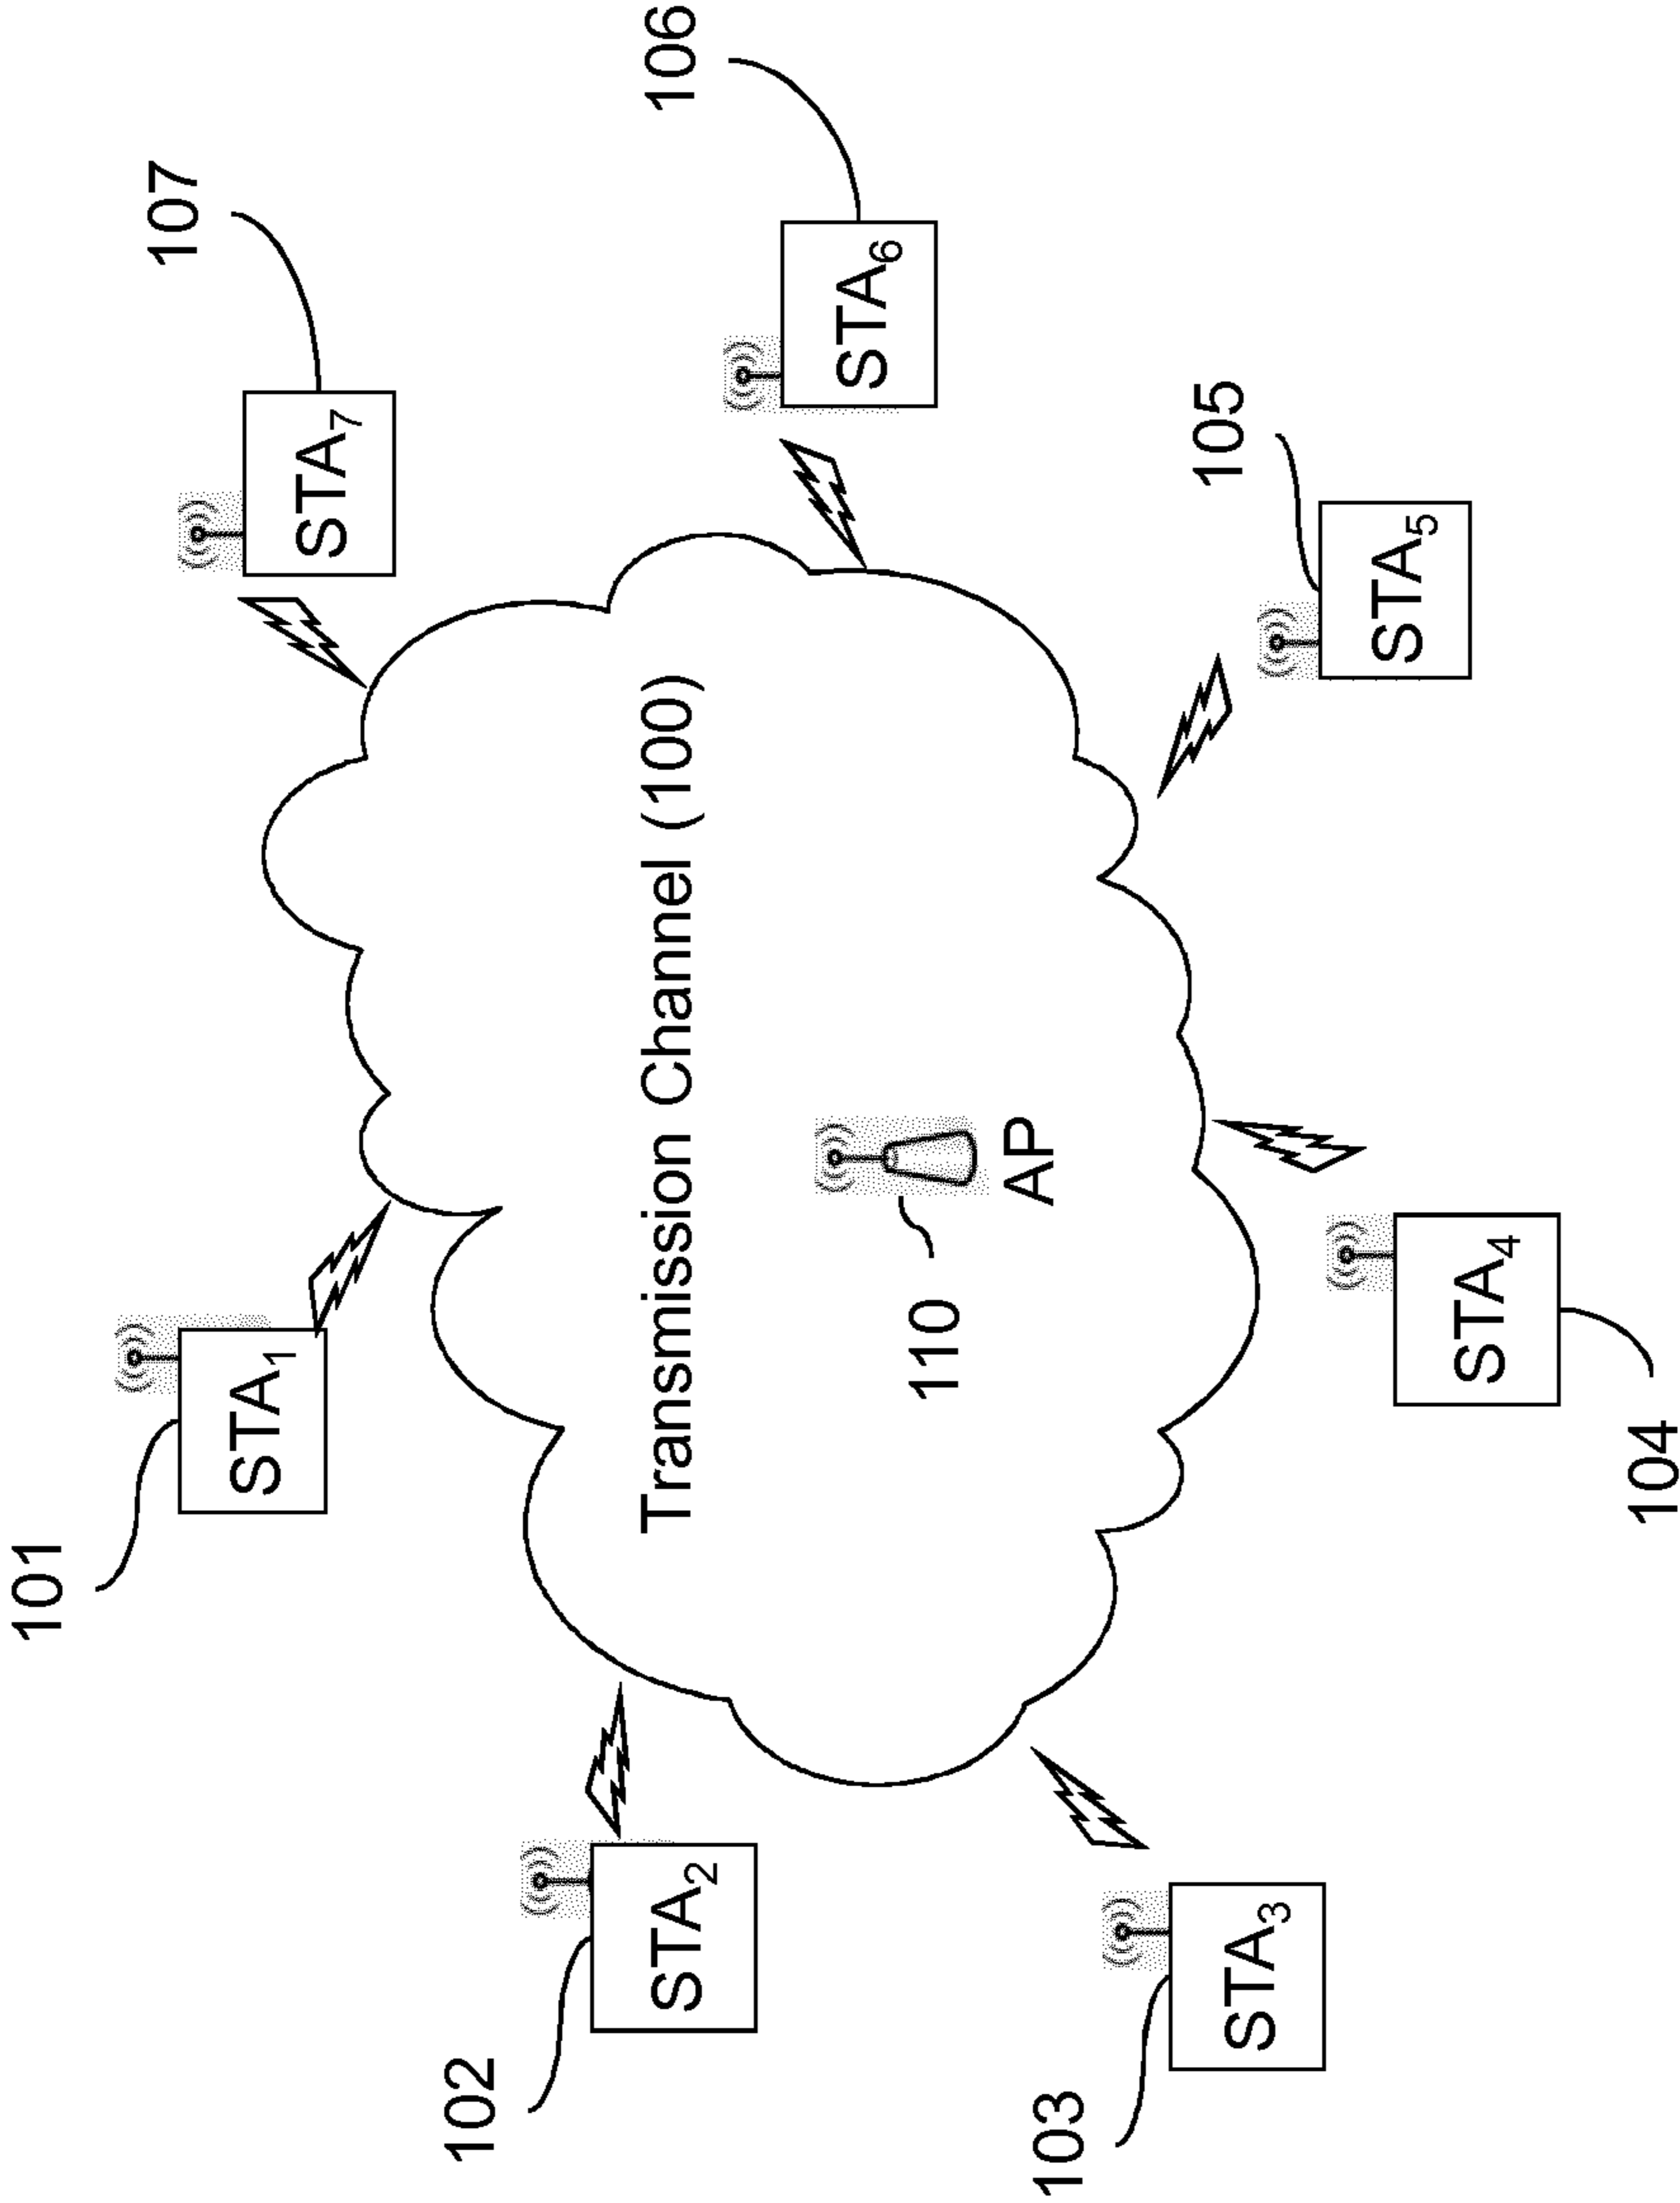 101
STA1
107
STA7
102
STA2
Transmission Channel (100)
106
STA6
110
AP
103
STA3
105
STA5
104
STA4